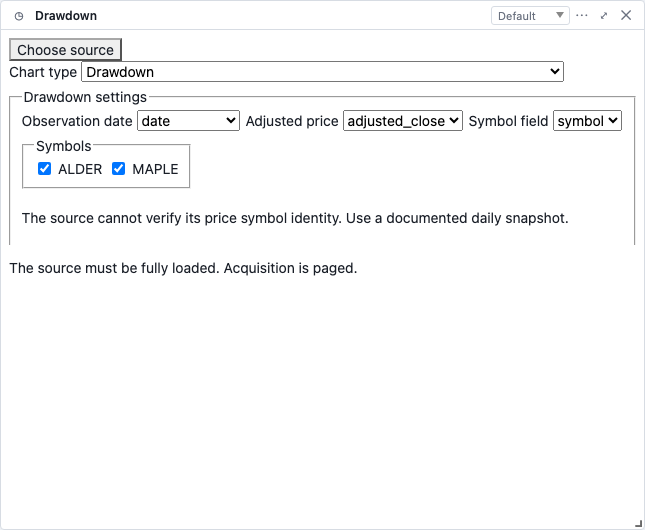 Drawdown
Default
Choose source
Chart type Drawdown
Drawdown settings
Observation date date Adjusted price adjusted_close Symbol field symbol
Symbols
ALDER MAPLE
The source cannot verify its price symbol identity. Use a documented daily snapshot.
The source must be fully loaded. Acquisition is paged.